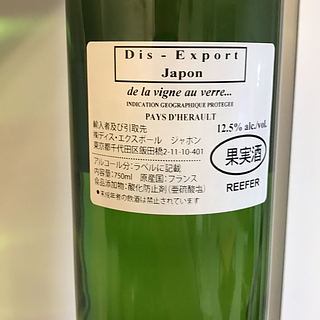 Dis - Export
Japon
de la vigne au verre...
INDICATION GEOGRAPHIQUE PROTEGEE
PAYS D'HERAULT
輸入者及び引取先
12.5% alc./vol.
㈱ディス・エクスポール ジャポン
東京都千代田区飯田橋2-11-10-401
果実酒
アルコール分:ラベルに記載
内容量:750ml 原産国:フランス
REEFER
食品添加物:酸化防止剤(亜硫酸塩)
●未成年者の飲酒は禁止されています